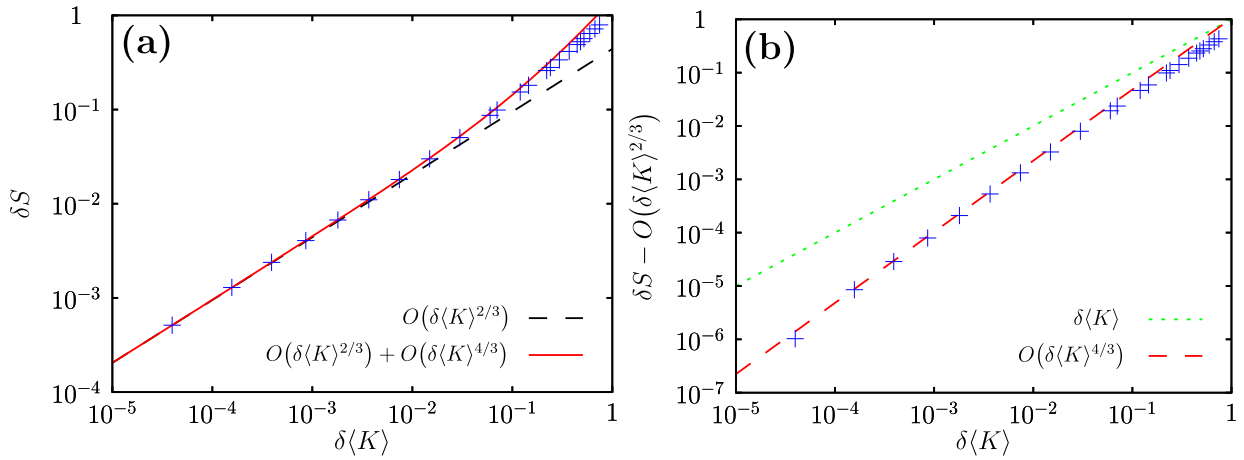 (a)
1
10⁻¹
10⁻²
10⁻³
10⁻⁴
δS
O(δ⟨K⟩^{2/3})
O(δ⟨K⟩^{2/3}) + O(δ⟨K⟩^{4/3})
10⁻⁵ 10⁻⁴ 10⁻³ 10⁻² 10⁻¹ 1
δ⟨K⟩
(b)
1
10⁻¹
10⁻²
10⁻³
10⁻⁴
10⁻⁵
10⁻⁶
10⁻⁷
δS − O(δ⟨K⟩^{2/3})
δ⟨K⟩
O(δ⟨K⟩^{4/3})
10⁻⁵ 10⁻⁴ 10⁻³ 10⁻² 10⁻¹ 1
δ⟨K⟩